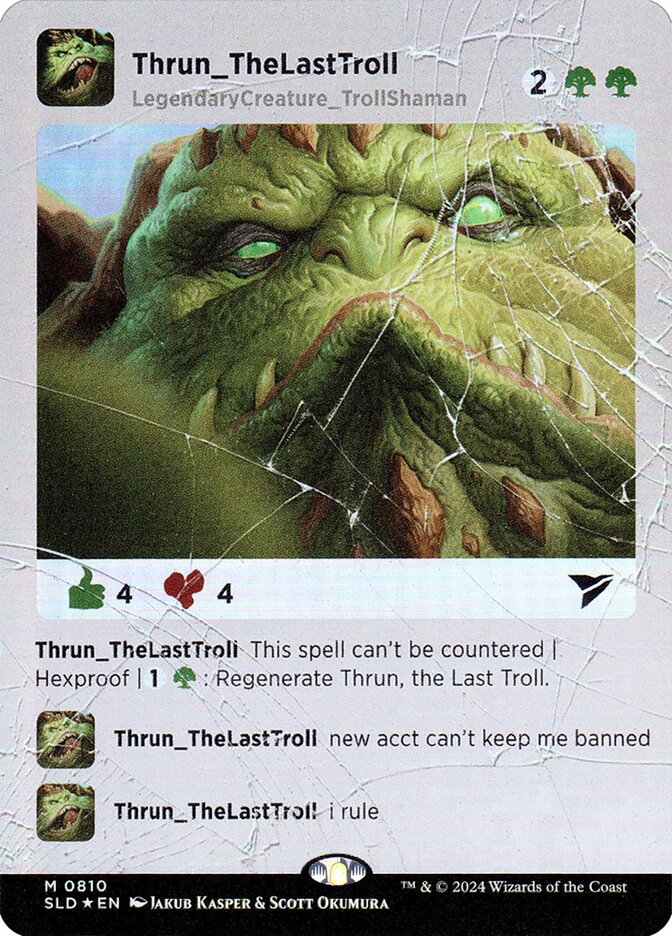 Thrun_TheLastTroll
2
LegendaryCreature_TrollShaman
4 4
Thrun_TheLastTroll This spell can't be countered |
Hexproof | 1 : Regenerate Thrun, the Last Troll.
Thrun_TheLastTroll new acct can't keep me banned
Thrun_TheLastTroll i rule
M 0810
™ & © 2024 Wizards of the Coast
SLD ★ EN Jakub Kasper & Scott Okumura